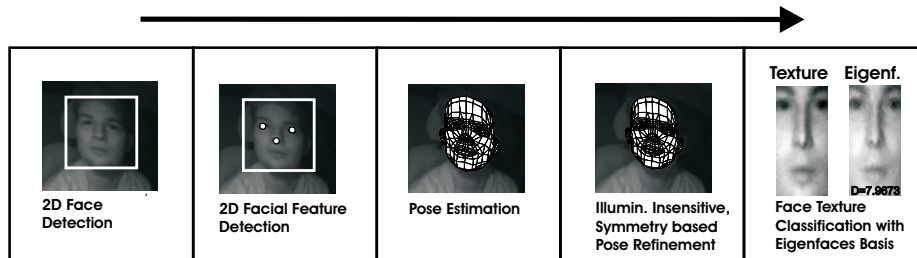 2D Face
Detection
2D Facial Feature
Detection
Pose Estimation
Illumin. Insensitive,
Symmetry based
Pose Refinement
Texture Eigenf.
D=7.9673
Face Texture
Classification with
Eigenfaces Basis